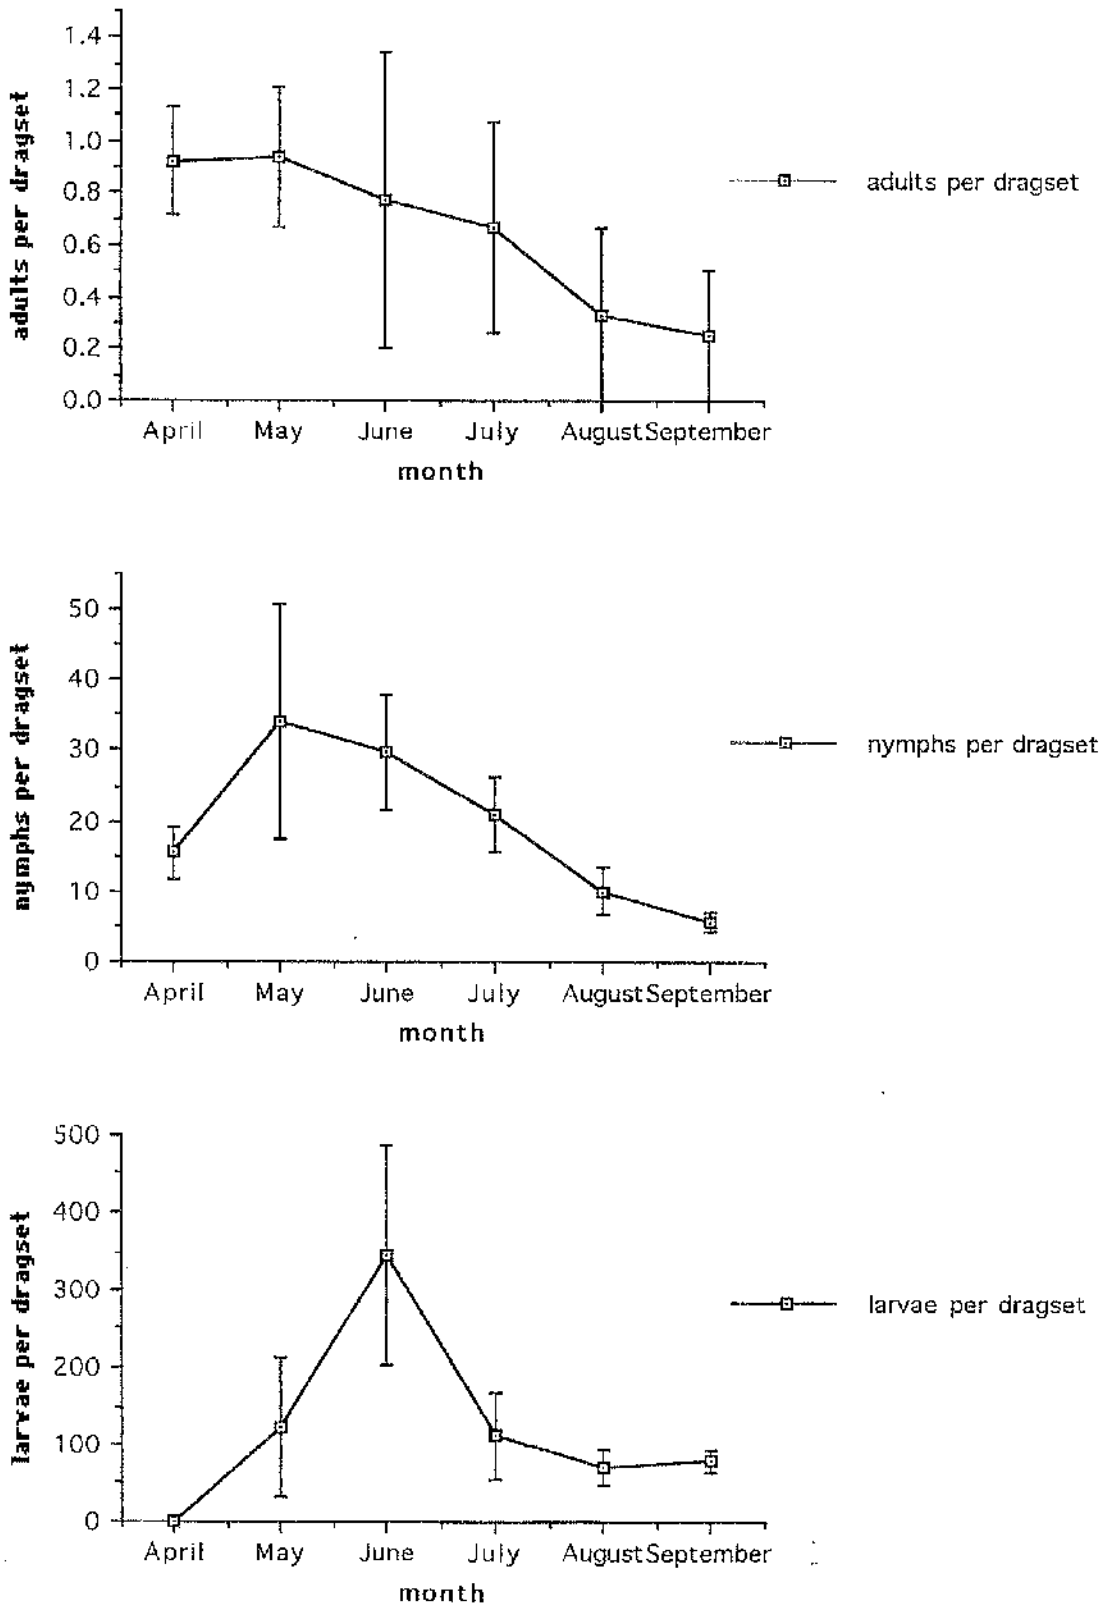 1.4
1.2
1.0
0.8
0.6
0.4
0.2
0.0
adults per dragset
adults per dragset
April May June July August September
month
50
40
30
20
10
0
nymphs per dragset
nymphs per dragset
April May June July August September
month
500
400
300
200
100
0
larvae per dragset
larvae per dragset
April May June July August September
month